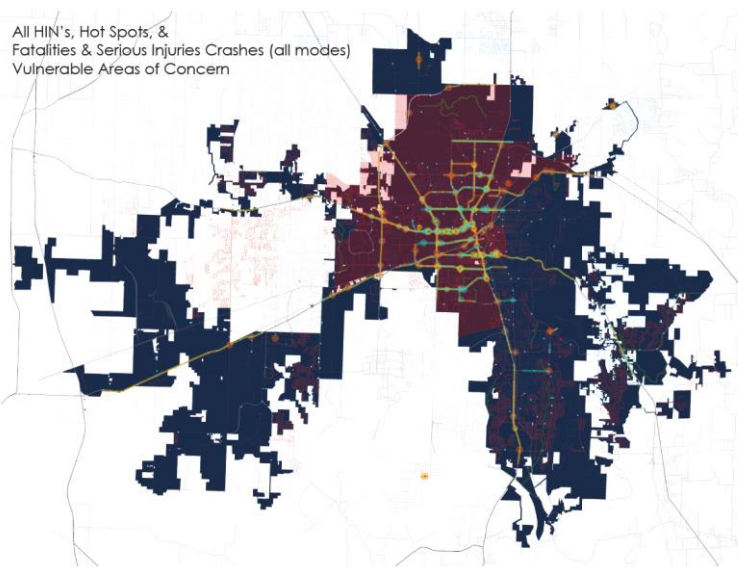 All HIN's, Hot Spots, &
Fatalities & Serious Injuries Crashes (all modes)
Vulnerable Areas of Concern